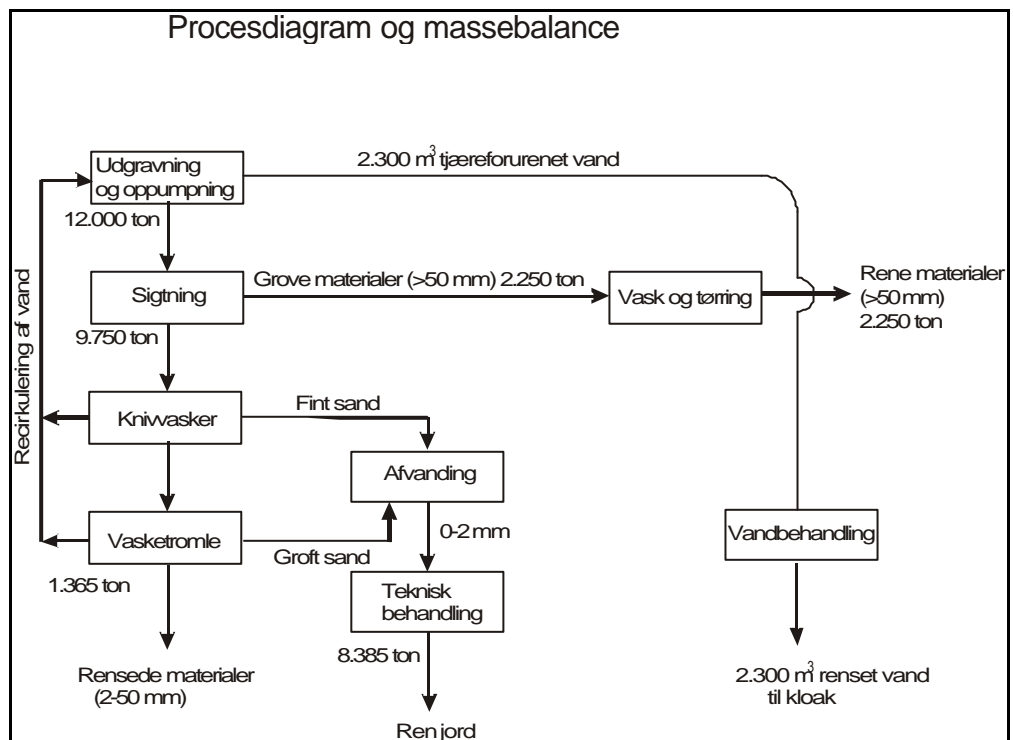 Procesdiagram og massebalance
Udgravning
og oppumpning
2.300 m³ tjæreforurenet vand
12.000 ton
Sigtning
Grove materialer (>50 mm) 2.250 ton
Vask og tørring
Rene materialer
(>50 mm)
2.250 ton
9.750 ton
Recirkulering af vand
Knivvasker
Fint sand
Afvanding
Vasketromle
Groft sand
0-2 mm
Vandbehandling
1.365 ton
Teknisk
behandling
8.385 ton
Rensede materialer
(2-50 mm)
2.300 m³ renset vand
til kloak
Ren jord